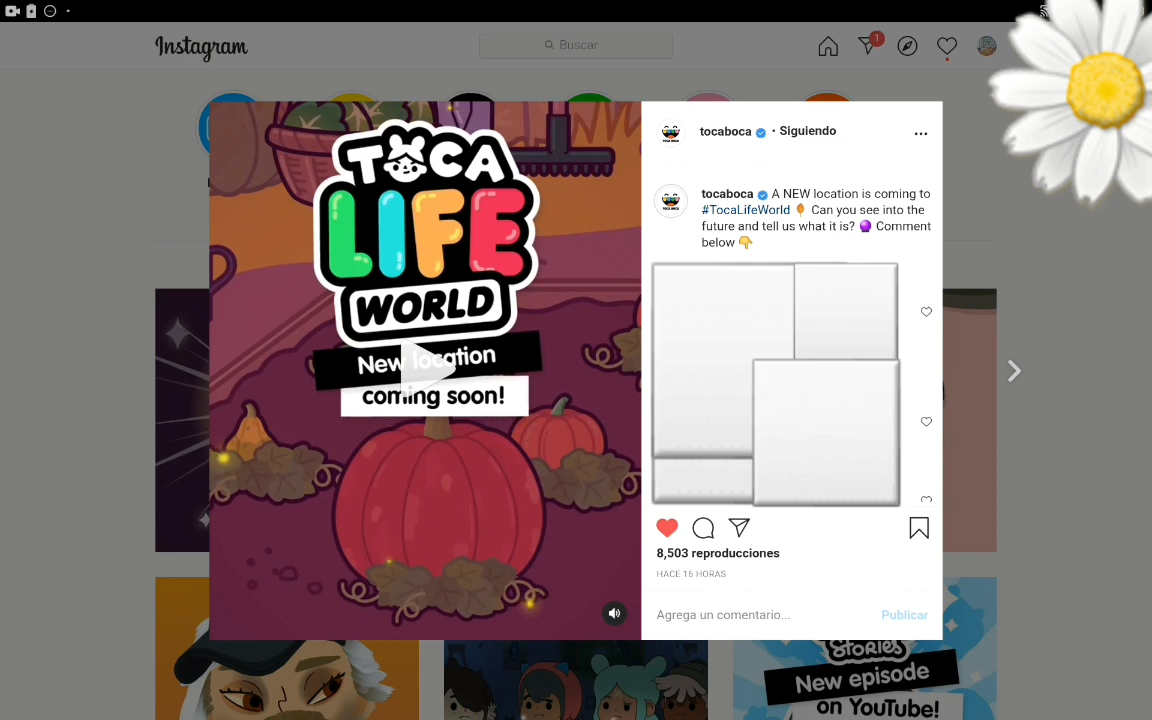 Instagram
Buscar
1
TOCA
LIFE
WORLD
New location
coming soon!
tocaboca • Siguiendo
tocaboca A NEW location is coming to
#TocaLifeWorld 🍂 Can you see into the
future and tell us what it is? 🔮 Comment
below 👇
8,503 reproducciones
HACE 16 HORAS
Agrega un comentario...
Publicar
Stories
New episode
on YouTube!